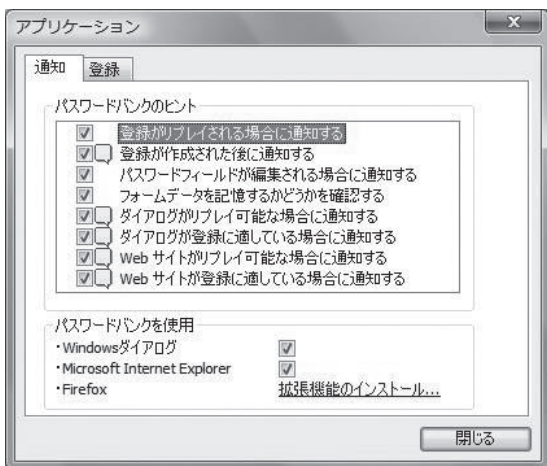 アプリケーション
通知 登録
パスワードバンクのヒント
登録がリプレイされる場合に通知する
登録が作成された後に通知する
パスワードフィールドが編集される場合に通知する
フォームデータを記憶するかどうかを確認する
ダイアログがリプレイ可能な場合に通知する
ダイアログが登録に適している場合に通知する
Web サイトがリプレイ可能な場合に通知する
Web サイトが登録に適している場合に通知する
パスワードバンクを使用
・Windowsダイアログ
・Microsoft Internet Explorer
・Firefox 拡張機能のインストール...
閉じる